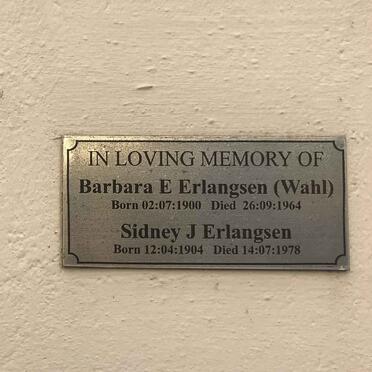 IN LOVING MEMORY OF
Barbara E Erlangsen (Wahl)
Born 02:07:1900 Died 26:09:1964
Sidney J Erlangsen
Born 12:04:1904 Died 14:07:1978